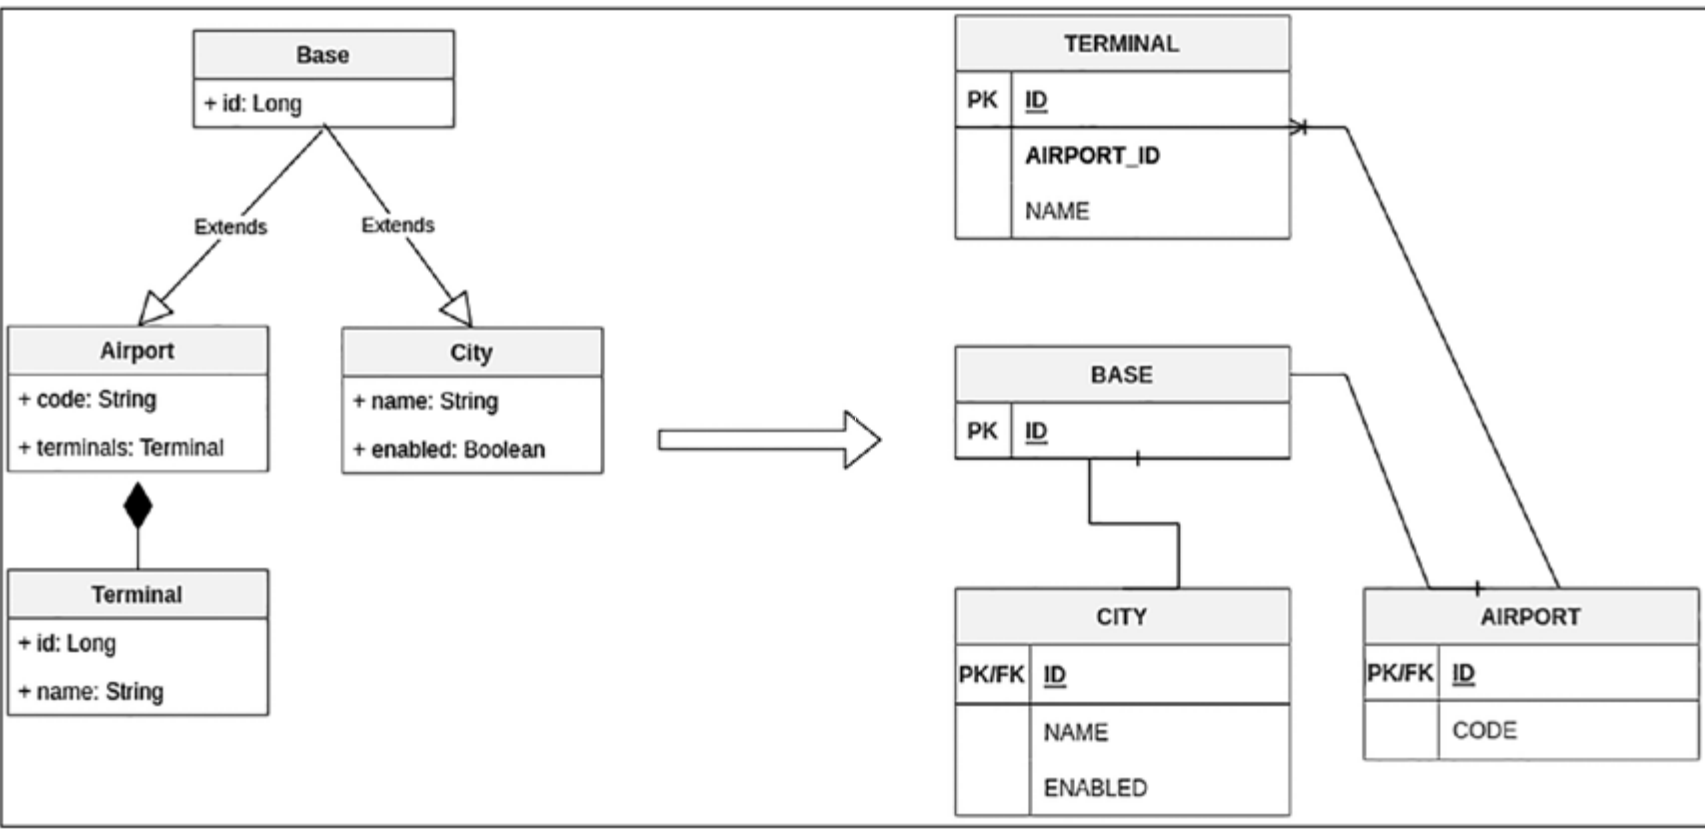 Base
+ id: Long
Extends
Extends
Airport
+ code: String
+ terminals: Terminal
City
+ name: String
+ enabled: Boolean
Terminal
+ id: Long
+ name: String
TERMINAL
PK ID
AIRPORT_ID
NAME
BASE
PK ID
CITY
PK/FK ID
NAME
ENABLED
AIRPORT
PK/FK ID
CODE